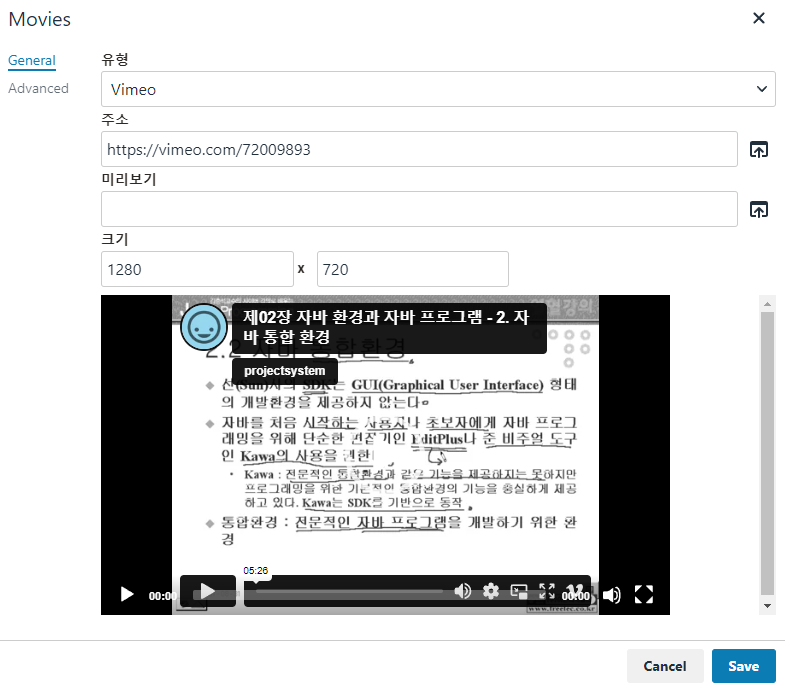 Movies
General
Advanced
유형
Vimeo
주소
https://vimeo.com/72009893
미리보기
크기
1280 x 720
제02장 자바 환경과 자바 프로그램 - 2. 자
바 통합 환경
projectsystem
2.2 자바 통합환경
선(Sun)사의 SDK는 GUI(Graphical User Interface) 형태
의 개발환경을 제공하지 않는다
자바를 처음 시작하는 사용자나 초보자에게 자바 프로그
래밍을 위해 단순한 편집기인 EditPlus나 준 비주얼 도구
인 Kawa의 사용을 권한
• Kawa : 전문적인 통합환경과 같은 기능을 제공하지는 못하지만
프로그래밍을 위한 기본적인 통합환경의 기능을 충실하게 제공
하고 있다. Kawa는 SDK를 기반으로 동작
통합환경 : 전문적인 자바 프로그램을 개발하기 위한 환
경
05:26
00:00
00:00
www.freetec.co.kr
Cancel
Save